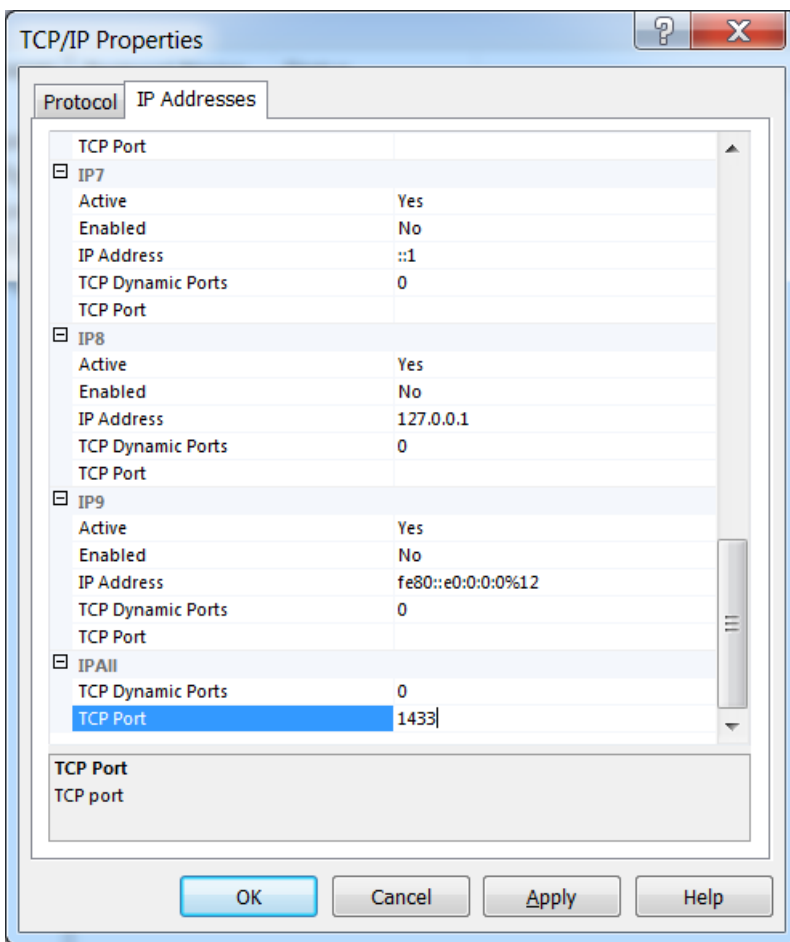 TCP/IP Properties
Protocol IP Addresses
TCP Port
IP7
Active Yes
Enabled No
IP Address ::1
TCP Dynamic Ports 0
TCP Port
IP8
Active Yes
Enabled No
IP Address 127.0.0.1
TCP Dynamic Ports 0
TCP Port
IP9
Active Yes
Enabled No
IP Address fe80::e0:0:0:0%12
TCP Dynamic Ports 0
TCP Port
IPAll
TCP Dynamic Ports 0
TCP Port 1433
TCP Port
TCP port
OK Cancel Apply Help